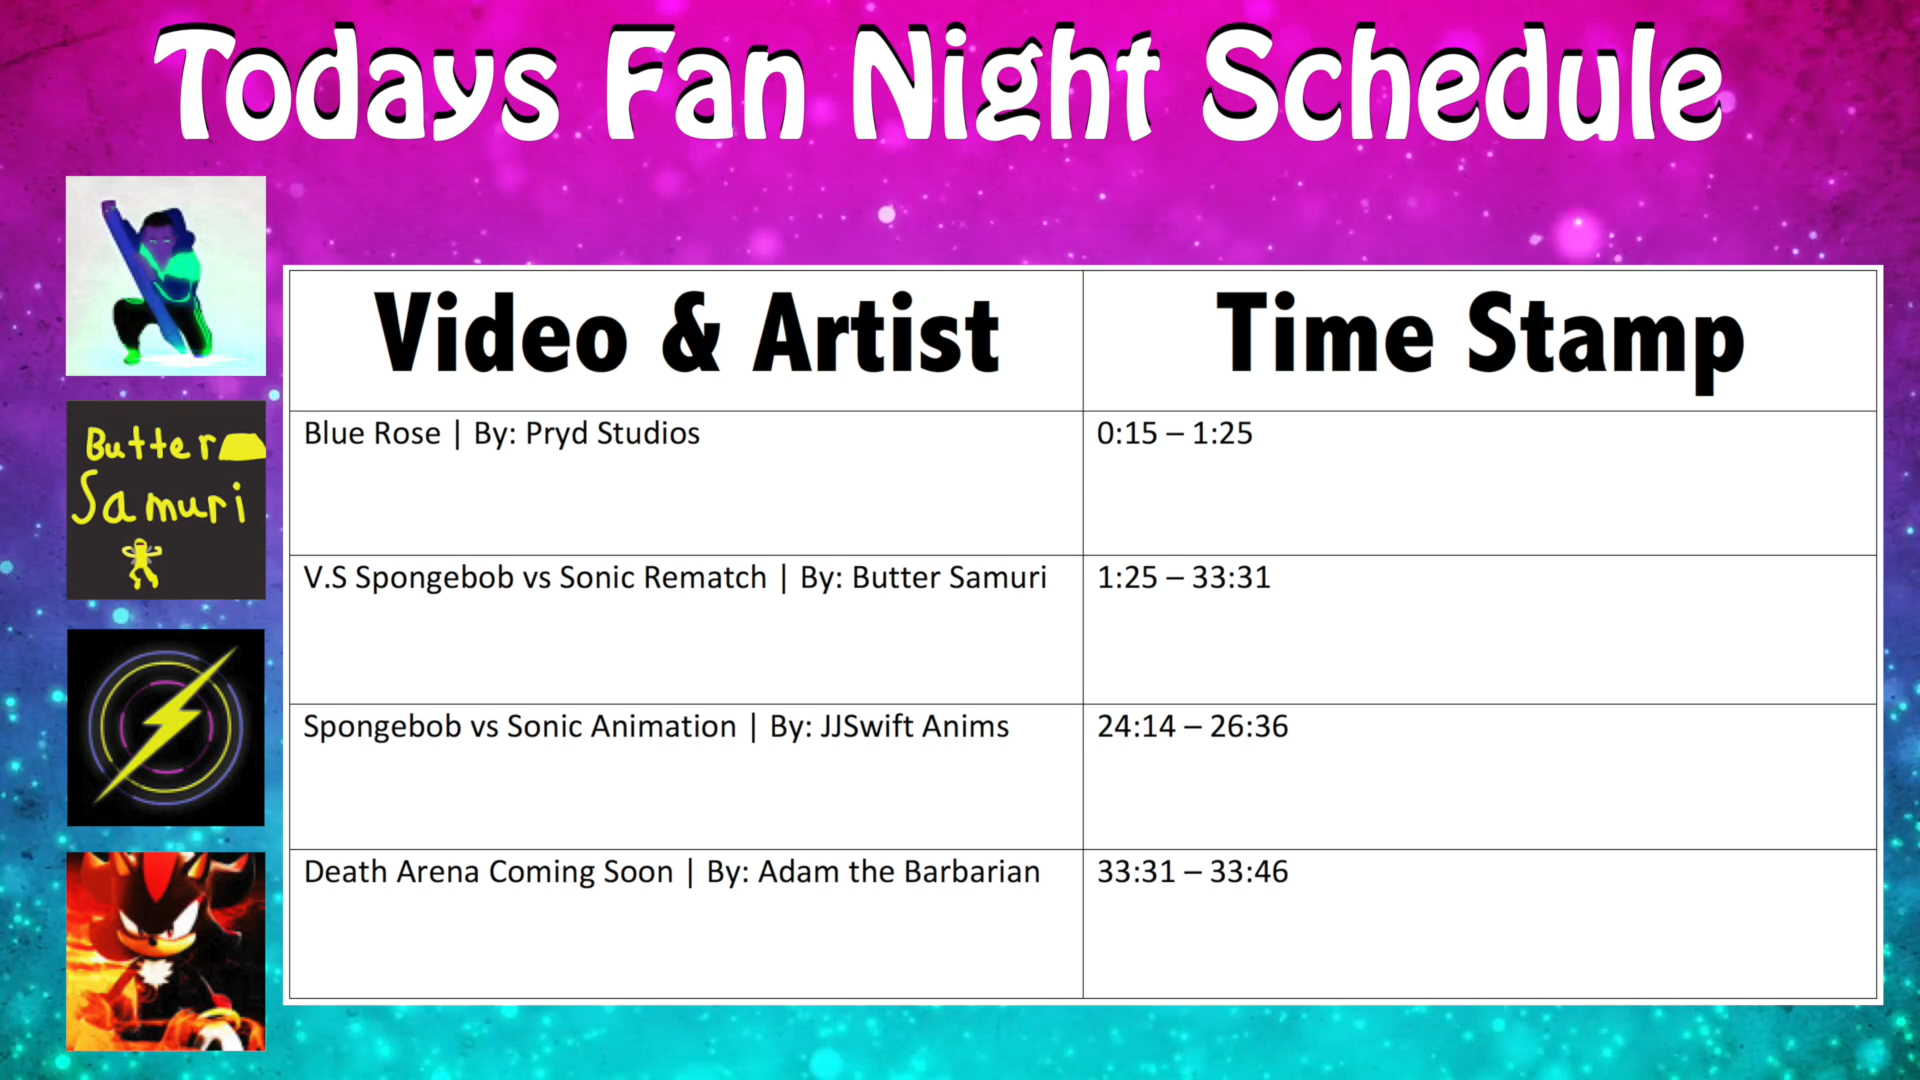 Todays Fan Night Schedule
Butter
Samuri
Video & Artist
Time Stamp
Blue Rose | By: Pryd Studios
0:15 – 1:25
V.S Spongebob vs Sonic Rematch | By: Butter Samuri
1:25 – 33:31
Spongebob vs Sonic Animation | By: JJSwift Anims
24:14 – 26:36
Death Arena Coming Soon | By: Adam the Barbarian
33:31 – 33:46